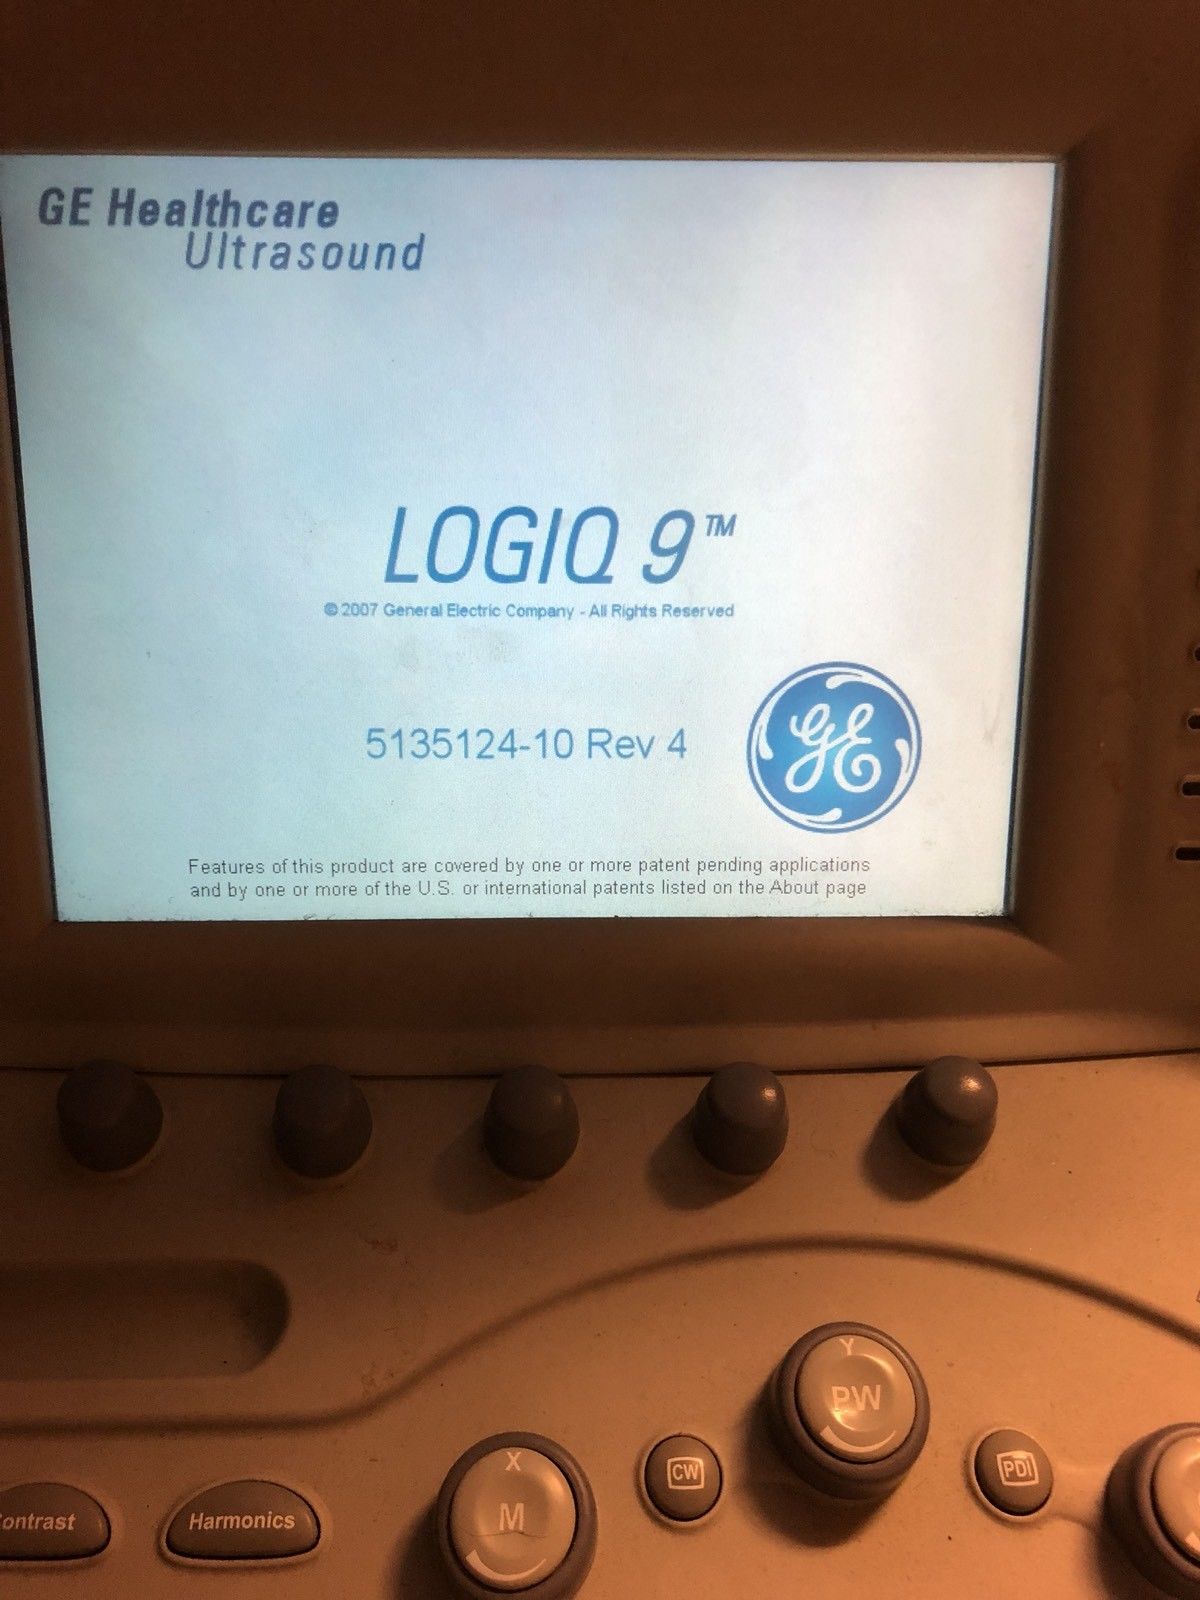 GE Healthcare
Ultrasound
LOGIQ 9™
© 2007 General Electric Company - All Rights Reserved
5135124-10 Rev 4
GE
Features of this product are covered by one or more patent pending applications
and by one or more of the U.S. or international patents listed on the About page
Y
PW
X
M
CW
PDI
ontrast
Harmonics